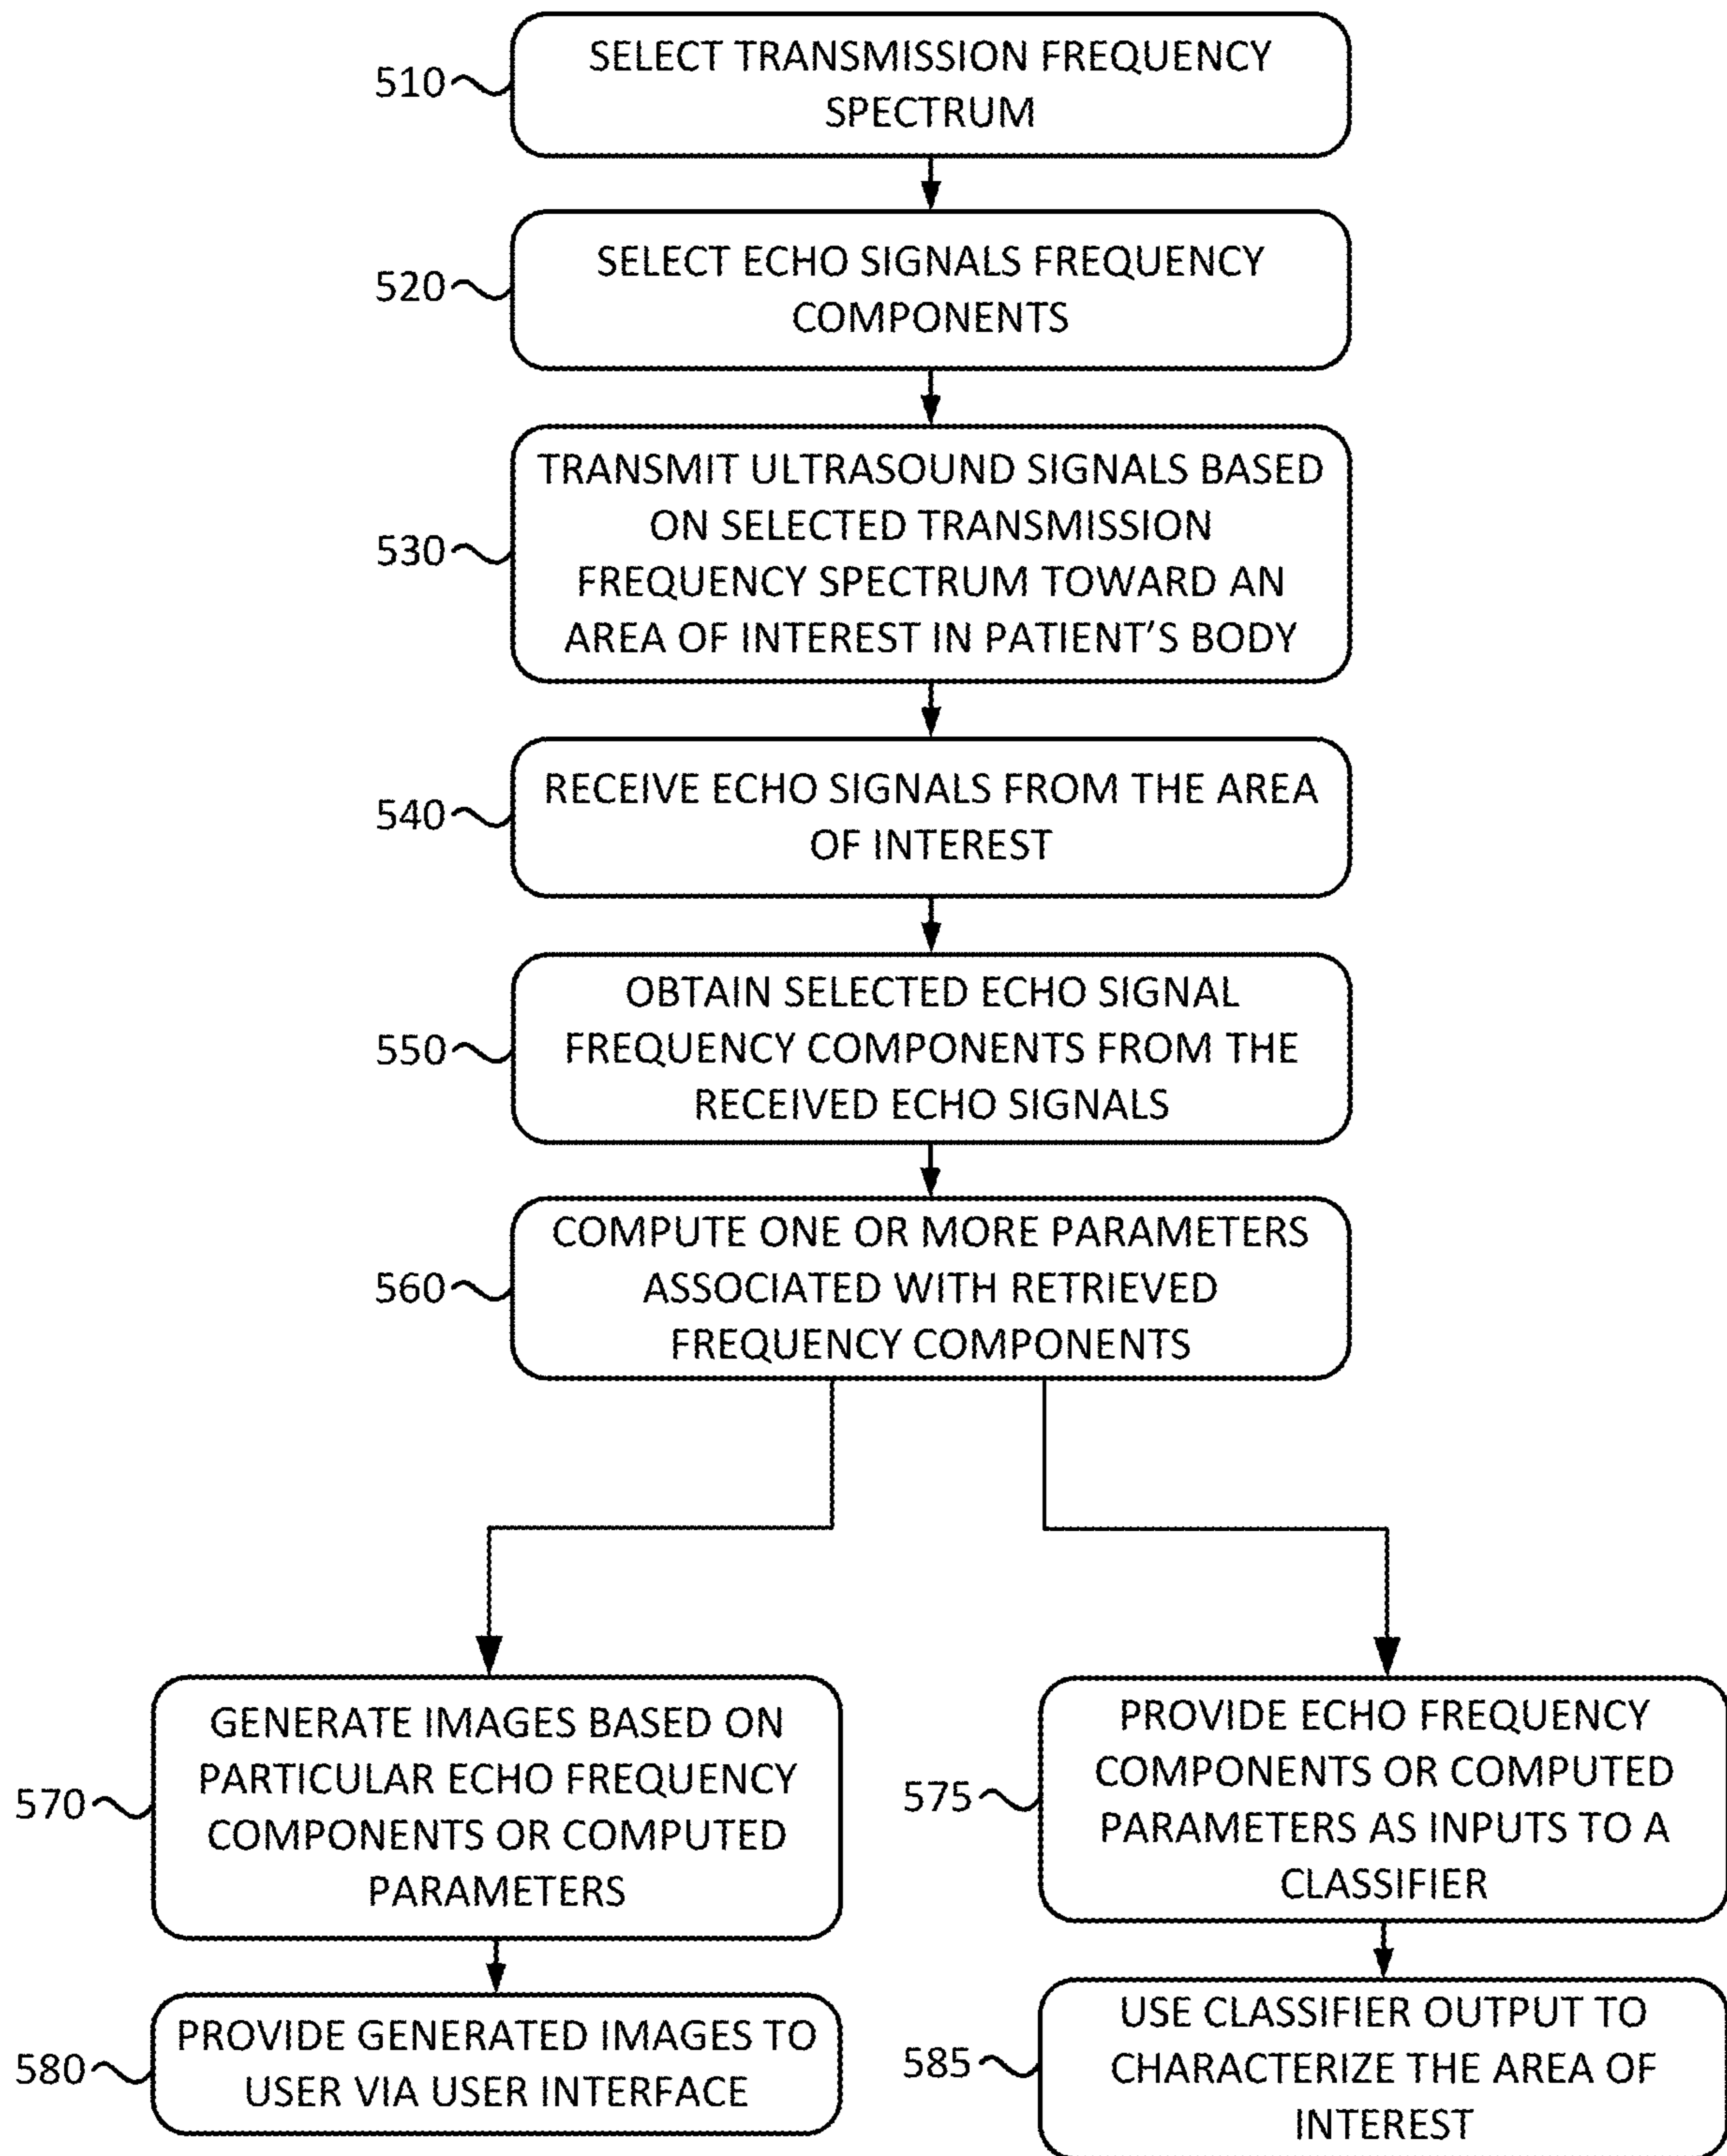 SELECT TRANSMISSION FREQUENCY
SPECTRUM
510
SELECT ECHO SIGNALS FREQUENCY
COMPONENTS
520
TRANSMIT ULTRASOUND SIGNALS BASED
ON SELECTED TRANSMISSION
FREQUENCY SPECTRUM TOWARD AN
AREA OF INTEREST IN PATIENT'S BODY
530
RECEIVE ECHO SIGNALS FROM THE AREA
OF INTEREST
540
OBTAIN SELECTED ECHO SIGNAL
FREQUENCY COMPONENTS FROM THE
RECEIVED ECHO SIGNALS
550
COMPUTE ONE OR MORE PARAMETERS
ASSOCIATED WITH RETRIEVED
FREQUENCY COMPONENTS
560
GENERATE IMAGES BASED ON
PARTICULAR ECHO FREQUENCY
COMPONENTS OR COMPUTED
PARAMETERS
570
PROVIDE GENERATED IMAGES TO
USER VIA USER INTERFACE
580
PROVIDE ECHO FREQUENCY
COMPONENTS OR COMPUTED
PARAMETERS AS INPUTS TO A
CLASSIFIER
575
USE CLASSIFIER OUTPUT TO
CHARACTERIZE THE AREA OF
INTEREST
585